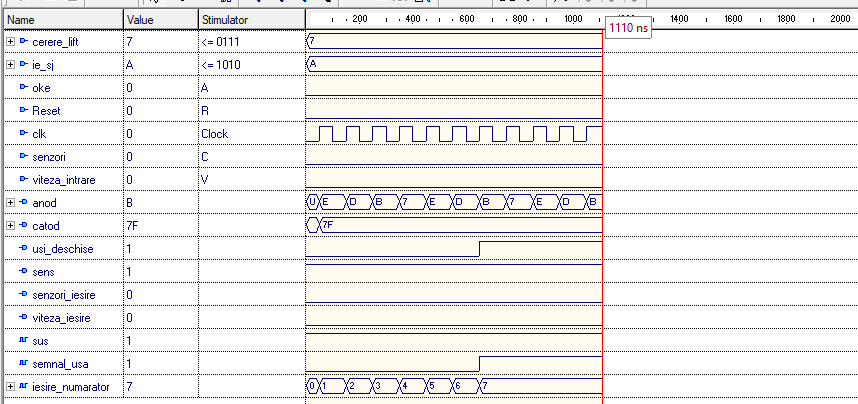 Name Value Stimulator 200 400 600 800 1000 1400 1600 1800 2000
1110 ns
cerere_lift 7 <= 0111 7
ie_sj A <= 1010 A
oke 0 A
Reset 0 R
clk 0 Clock
senzori 0 C
viteza_intrare 0 V
anod B U E D B 7 E D B 7 E D B
catod 7F 7F
usi_deschise 1
sens 1
senzori_iesire 0
viteza_iesire 0
sus 1
semnal_usa 1
iesire_numarator 7 0 1 2 3 4 5 6 7